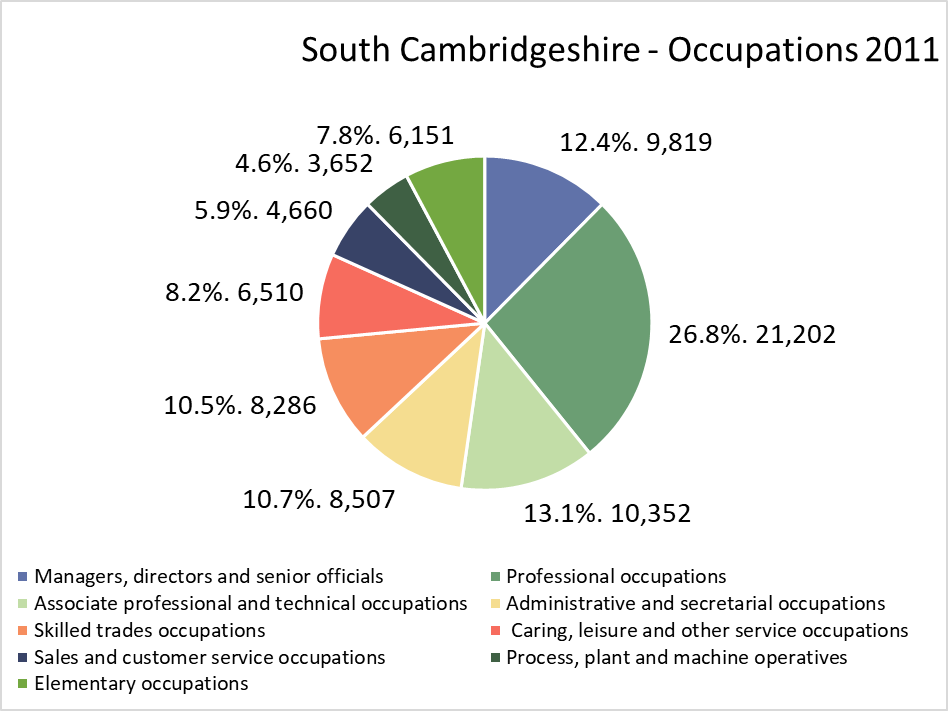 South Cambridgeshire - Occupations 2011
7.8%. 6,151
12.4%. 9,819
4.6%. 3,652
5.9%. 4,660
8.2%. 6,510
26.8%. 21,202
10.5%. 8,286
10.7%. 8,507
13.1%. 10,352
Managers, directors and senior officials
Professional occupations
Associate professional and technical occupations
Administrative and secretarial occupations
Skilled trades occupations
Caring, leisure and other service occupations
Sales and customer service occupations
Process, plant and machine operatives
Elementary occupations